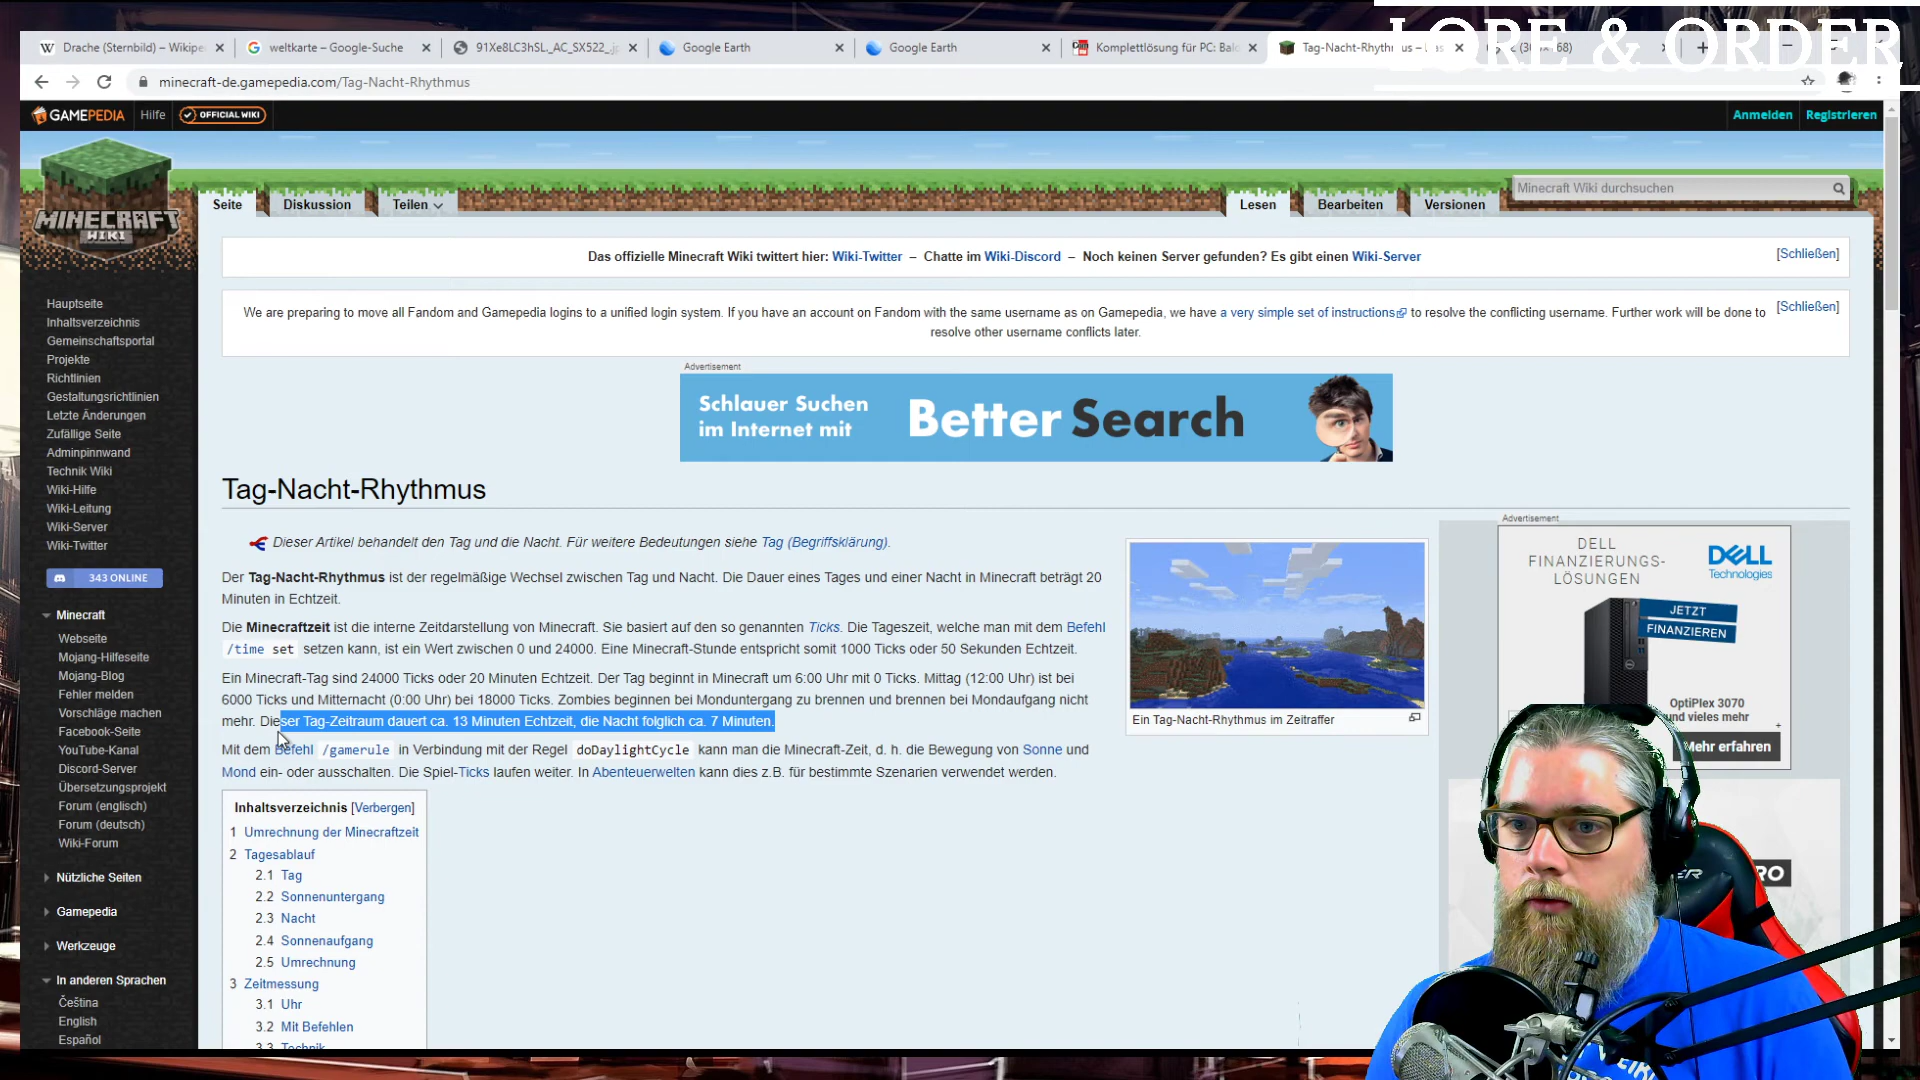 LORE & ORDER
Drache (Sternbild) – Wikipe
weltkarte – Google-Suche
91Xe8LC3hSL._AC_SX522_.jp
Google Earth
Google Earth
Komplettlösung für PC: Bal
Tag-Nacht-Rhythmus –
minecraft-de.gamepedia.com/Tag-Nacht-Rhythmus
GAMEPEDIA
Hilfe
OFFICIAL WIKI
Anmelden
Registrieren
MINECRAFT
WIKI
Seite
Diskussion
Teilen
Lesen
Bearbeiten
Versionen
Minecraft Wiki durchsuchen
Das offizielle Minecraft Wiki twittert hier: Wiki-Twitter – Chatte im Wiki-Discord – Noch keinen Server gefunden? Es gibt einen Wiki-Server
[Schließen]
We are preparing to move all Fandom and Gamepedia logins to a unified login system. If you have an account on Fandom with the same username as on Gamepedia, we have a very simple set of instructions to resolve the conflicting username. Further work will be done to
resolve other username conflicts later.
[Schließen]
Advertisement
Schlauer Suchen
im Internet mit
Better Search
Tag-Nacht-Rhythmus
Dieser Artikel behandelt den Tag und die Nacht. Für weitere Bedeutungen siehe Tag (Begriffsklärung).
Der Tag-Nacht-Rhythmus ist der regelmäßige Wechsel zwischen Tag und Nacht. Die Dauer eines Tages und einer Nacht in Minecraft beträgt 20
Minuten in Echtzeit.
Die Minecraftzeit ist die interne Zeitdarstellung von Minecraft. Sie basiert auf den so genannten Ticks. Die Tageszeit, welche man mit dem Befehl
/time set setzen kann, ist ein Wert zwischen 0 und 24000. Eine Minecraft-Stunde entspricht somit 1000 Ticks oder 50 Sekunden Echtzeit.
Ein Minecraft-Tag sind 24000 Ticks oder 20 Minuten Echtzeit. Der Tag beginnt in Minecraft um 6:00 Uhr mit 0 Ticks. Mittag (12:00 Uhr) ist bei
6000 Ticks und Mitternacht (0:00 Uhr) bei 18000 Ticks. Zombies beginnen bei Monduntergang zu brennen und brennen bei Mondaufgang nicht
mehr. Dieser Tag-Zeitraum dauert ca. 13 Minuten Echtzeit, die Nacht folglich ca. 7 Minuten.
Mit dem Befehl /gamerule in Verbindung mit der Regel doDaylightCycle kann man die Minecraft-Zeit, d. h. die Bewegung von Sonne und
Mond ein- oder ausschalten. Die Spiel-Ticks laufen weiter. In Abenteuerwelten kann dies z.B. für bestimmte Szenarien verwendet werden.
Ein Tag-Nacht-Rhythmus im Zeitraffer
Inhaltsverzeichnis [Verbergen]
1 Umrechnung der Minecraftzeit
2 Tagesablauf
2.1 Tag
2.2 Sonnenuntergang
2.3 Nacht
2.4 Sonnenaufgang
2.5 Umrechnung
3 Zeitmessung
3.1 Uhr
3.2 Mit Befehlen
3.3 Technik
Hauptseite
Inhaltsverzeichnis
Gemeinschaftsportal
Projekte
Richtlinien
Gestaltungsrichtlinien
Letzte Änderungen
Zufällige Seite
Adminpinnwand
Technik Wiki
Wiki-Hilfe
Wiki-Leitung
Wiki-Server
Wiki-Twitter
343 ONLINE
Minecraft
Webseite
Mojang-Hilfeseite
Mojang-Blog
Fehler melden
Vorschläge machen
Facebook-Seite
YouTube-Kanal
Discord-Server
Übersetzungsprojekt
Forum (englisch)
Forum (deutsch)
Wiki-Forum
Nützliche Seiten
Gamepedia
Werkzeuge
In anderen Sprachen
Čeština
English
Español
Advertisement
DELL
FINANZIERUNGS-
LÖSUNGEN
DELL
Technologies
JETZT
FINANZIEREN
OptiPlex 3070
und vieles mehr
Mehr erfahren